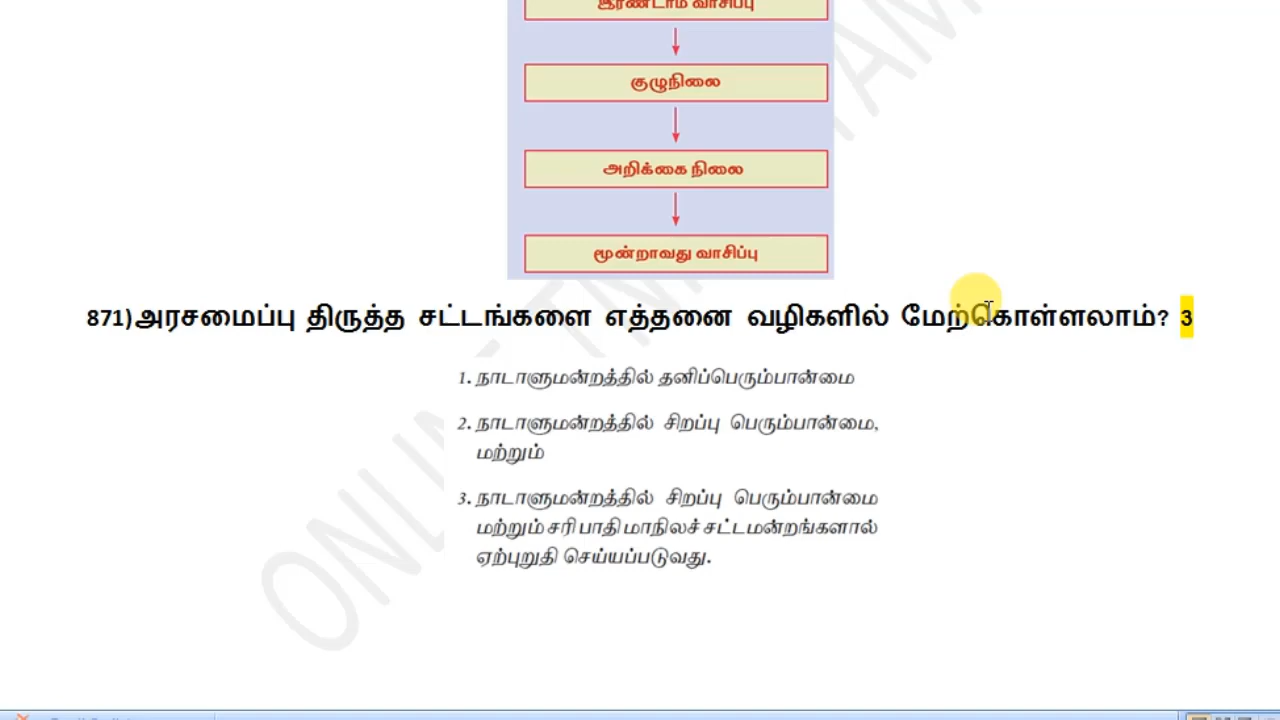 இரண்டாம் வாசிப்பு
குழுநிலை
அறிக்கை நிலை
மூன்றாவது வாசிப்பு
871)அரசமைப்பு திருத்த சட்டங்களை எத்தனை வழிகளில் மேற்கொள்ளலாம்? 3
1. நாடாளுமன்றத்தில் தனிப்பெரும்பான்மை
2. நாடாளுமன்றத்தில் சிறப்பு பெரும்பான்மை,
மற்றும்
3. நாடாளுமன்றத்தில் சிறப்பு பெரும்பான்மை
மற்றும் சரி பாதி மாநிலச் சட்டமன்றங்களால்
ஏற்புறுதி செய்யப்படுவது.